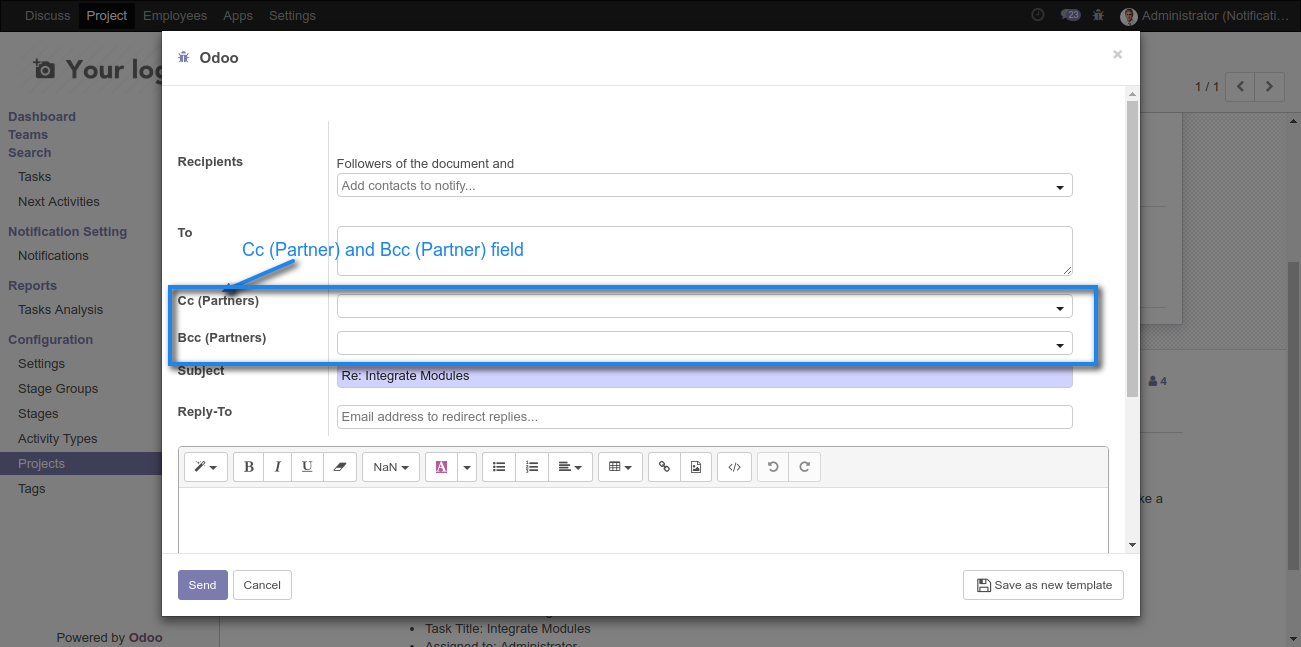 Discuss Project Employees Apps Settings 23 Administrator (Notificati...
Odoo ×
Your log
1 / 1
Dashboard
Teams
Search
Tasks
Next Activities
Notification Setting
Notifications
Reports
Tasks Analysis
Configuration
Settings
Stage Groups
Stages
Activity Types
Projects
Tags
Powered by Odoo
Recipients
Followers of the document and
Add contacts to notify...
To
Cc (Partner) and Bcc (Partner) field
Cc (Partners)
Bcc (Partners)
Subject
Re: Integrate Modules
Reply-To
Email address to redirect replies...
B I U NaN A </>
Send Cancel Save as new template
4
ke a
Task Title: Integrate Modules
Assigned to: Administrator